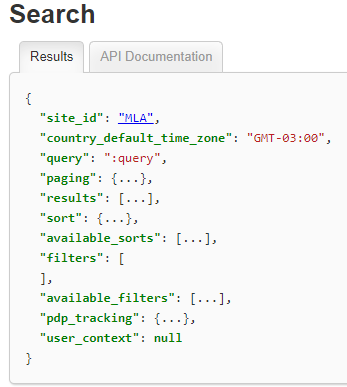 Search
Results API Documentation
{
"site_id": "MLA",
"country_default_time_zone": "GMT-03:00",
"query": ":query",
"paging": {...},
"results": [...],
"sort": {...},
"available_sorts": [...],
"filters": [
],
"available_filters": [...],
"pdp_tracking": {...},
"user_context": null
}